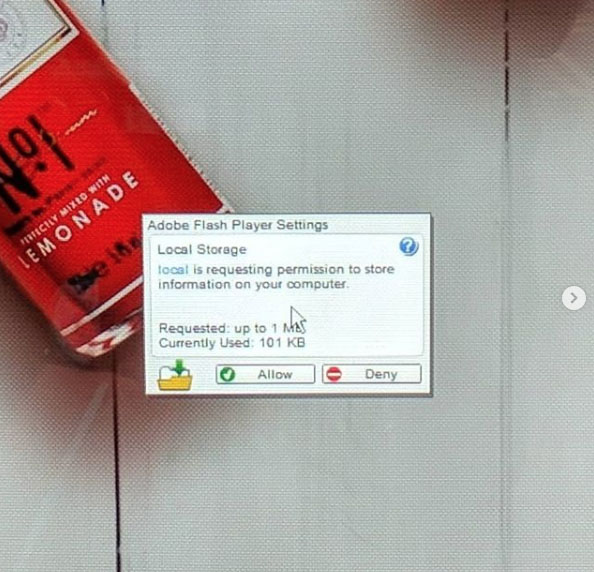 No.1
PERFECTLY MIXED WITH
LEMONADE
Adobe Flash Player Settings
Local Storage
local is requesting permission to store
information on your computer.
Requested: up to 1 MB
Currently Used: 101 KB
Allow
Deny